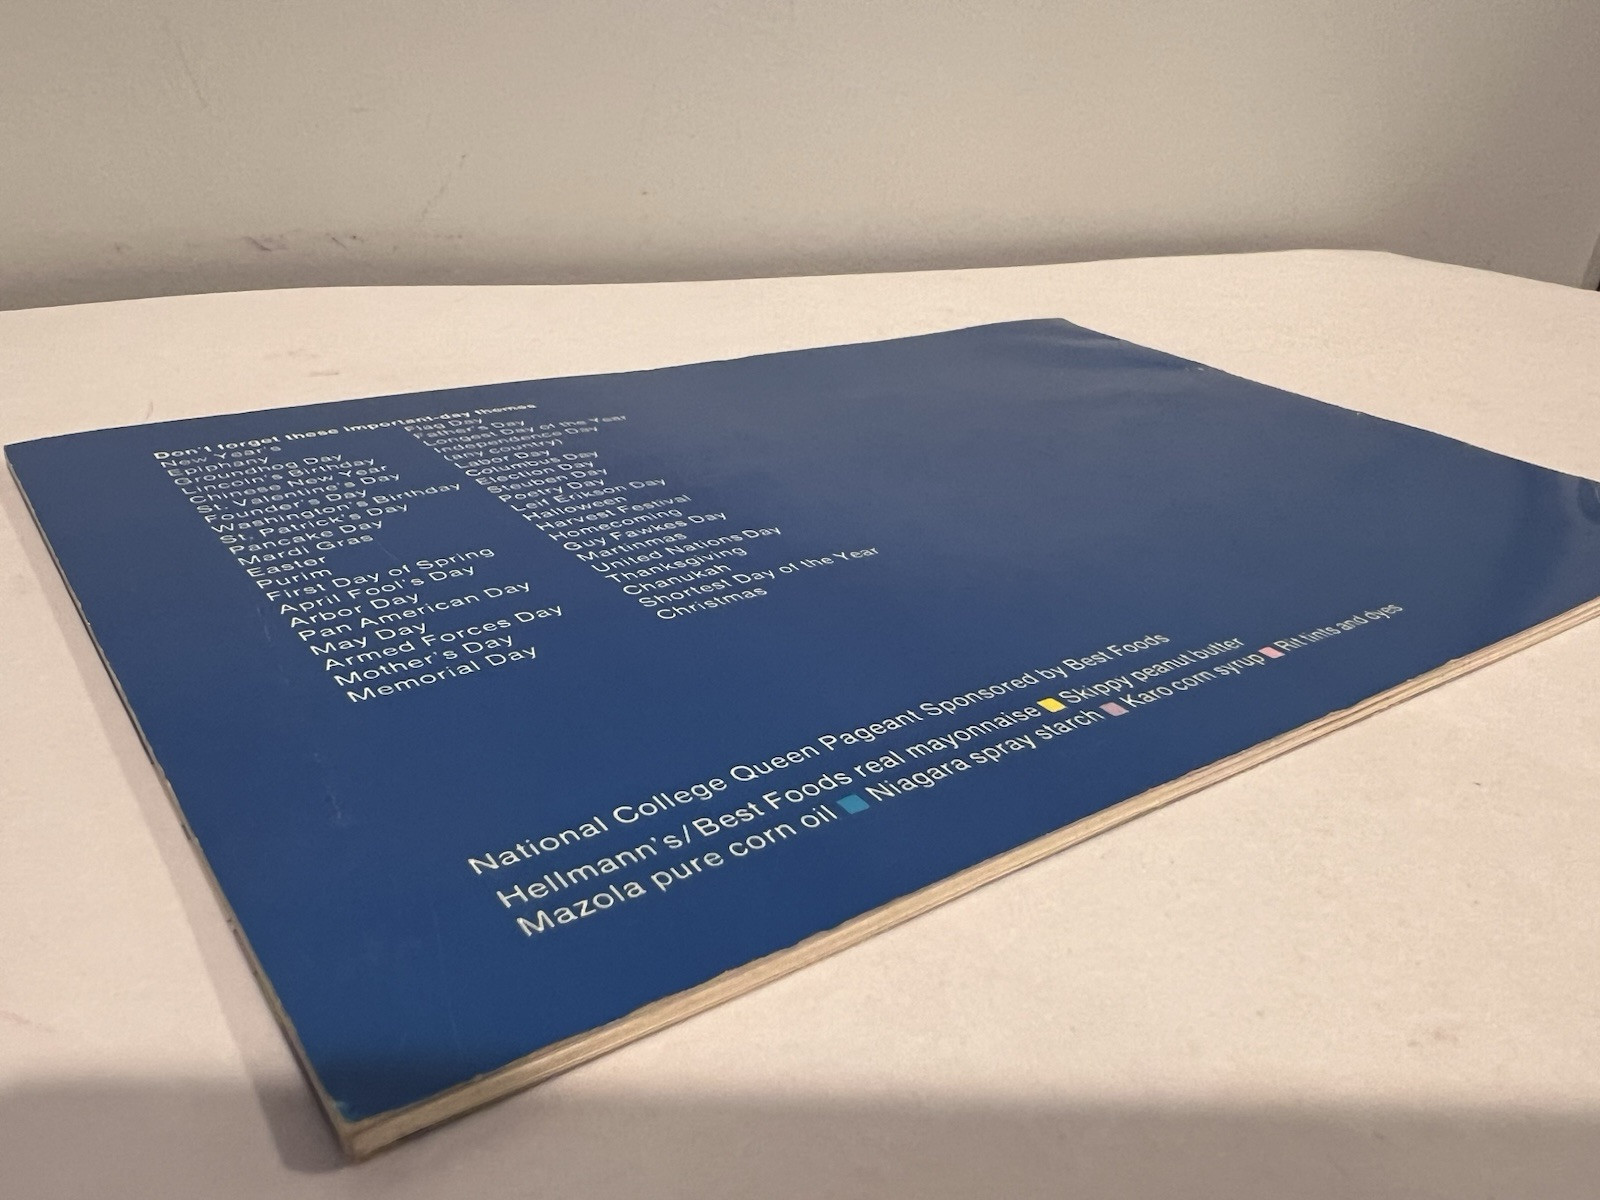 Don't forget these important-day themes
New Year's
Epiphany
Groundhog Day
Lincoln's Birthday
Chinese New Year
St. Valentine's Day
Founder's Day
Washington's Birthday
St. Patrick's Day
Pancake Day
Mardi Gras
Easter
Purim
First Day of Spring
April Fool's Day
Arbor Day
Pan American Day
May Day
Armed Forces Day
Mother's Day
Memorial Day
Flag Day
Father's Day
Longest Day of the Year
Independence Day
(any country)
Labor Day
Columbus Day
Election Day
Steuben Day
Poetry Day
Leif Erikson Day
Halloween
Harvest Festival
Homecoming
Guy Fawkes Day
Martinmas
United Nations Day
Thanksgiving
Chanukah
Shortest Day of the Year
Christmas
National College Queen Pageant Sponsored by Best Foods
Hellmann's/Best Foods real mayonnaise Skippy peanut butter
Mazola pure corn oil Niagara spray starch Karo corn syrup Rit tints and dyes